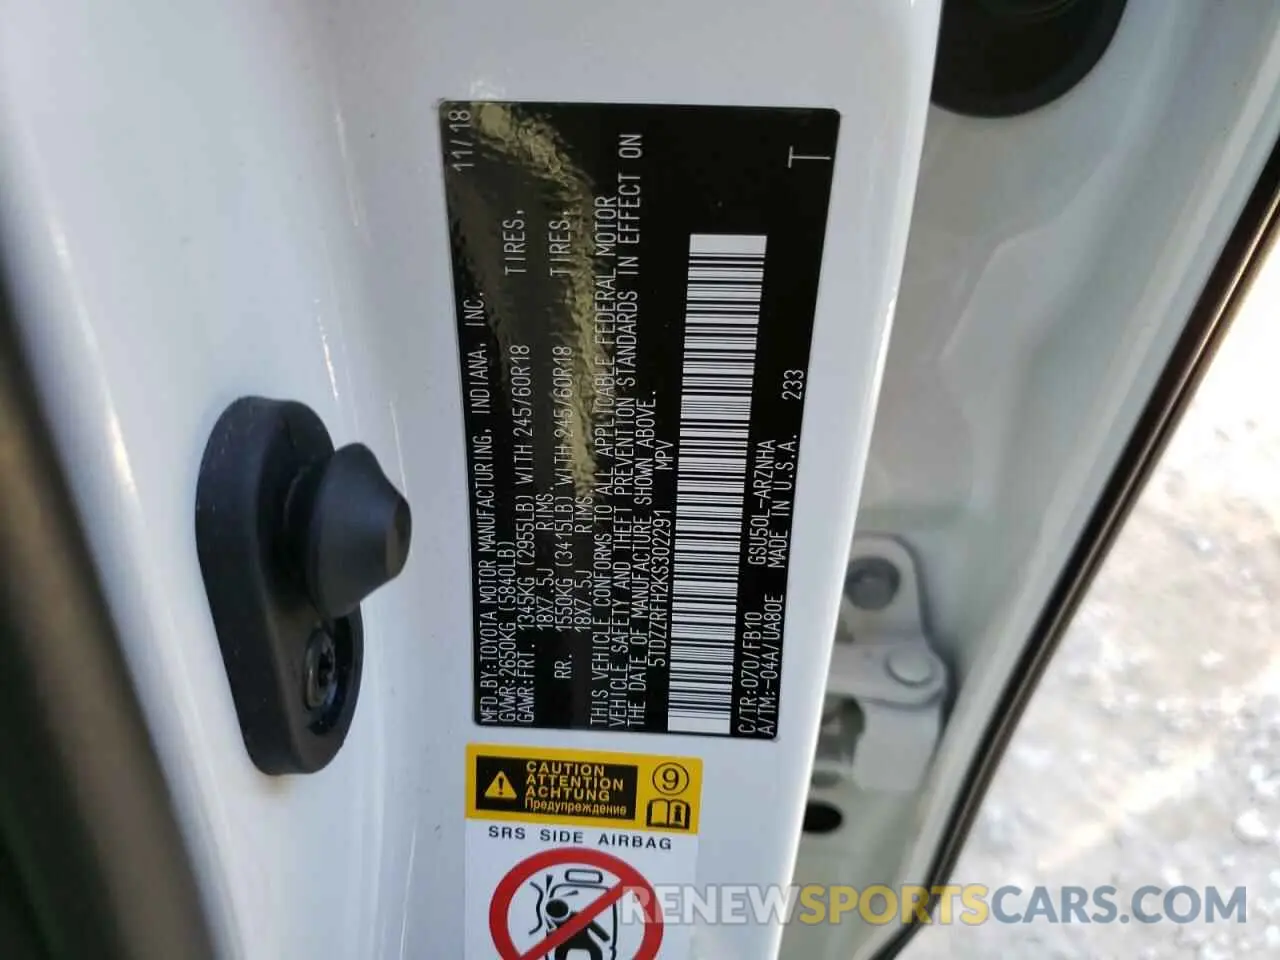 11/18
MFD.BY:TOYOTA MOTOR MANUFACTURING, INDIANA, INC.
GVWR:2650KG (5840LB)
GAWR:FRT. 1345KG (2955LB) WITH 245/60R18 TIRES,
18X7.5J RIMS,
RR. 1550KG (3415LB) WITH 245/60R18 TIRES,
18X7.5J RIMS.
THIS VEHICLE CONFORMS TO ALL APPLICABLE FEDERAL MOTOR
VEHICLE SAFETY AND THEFT PREVENTION STANDARDS IN EFFECT ON
THE DATE OF MANUFACTURE SHOWN ABOVE.
5TDZZRFH2KS302291 MPV
T
C/TR:070/FB10 GSU50L-ARZNHA
A/TM:-04A/UA80E MADE IN U.S.A. 233
CAUTION
ATTENTION
ACHTUNG
Предупреждение
9
SRS SIDE AIRBAG
RENEWSPORTSCARS.COM